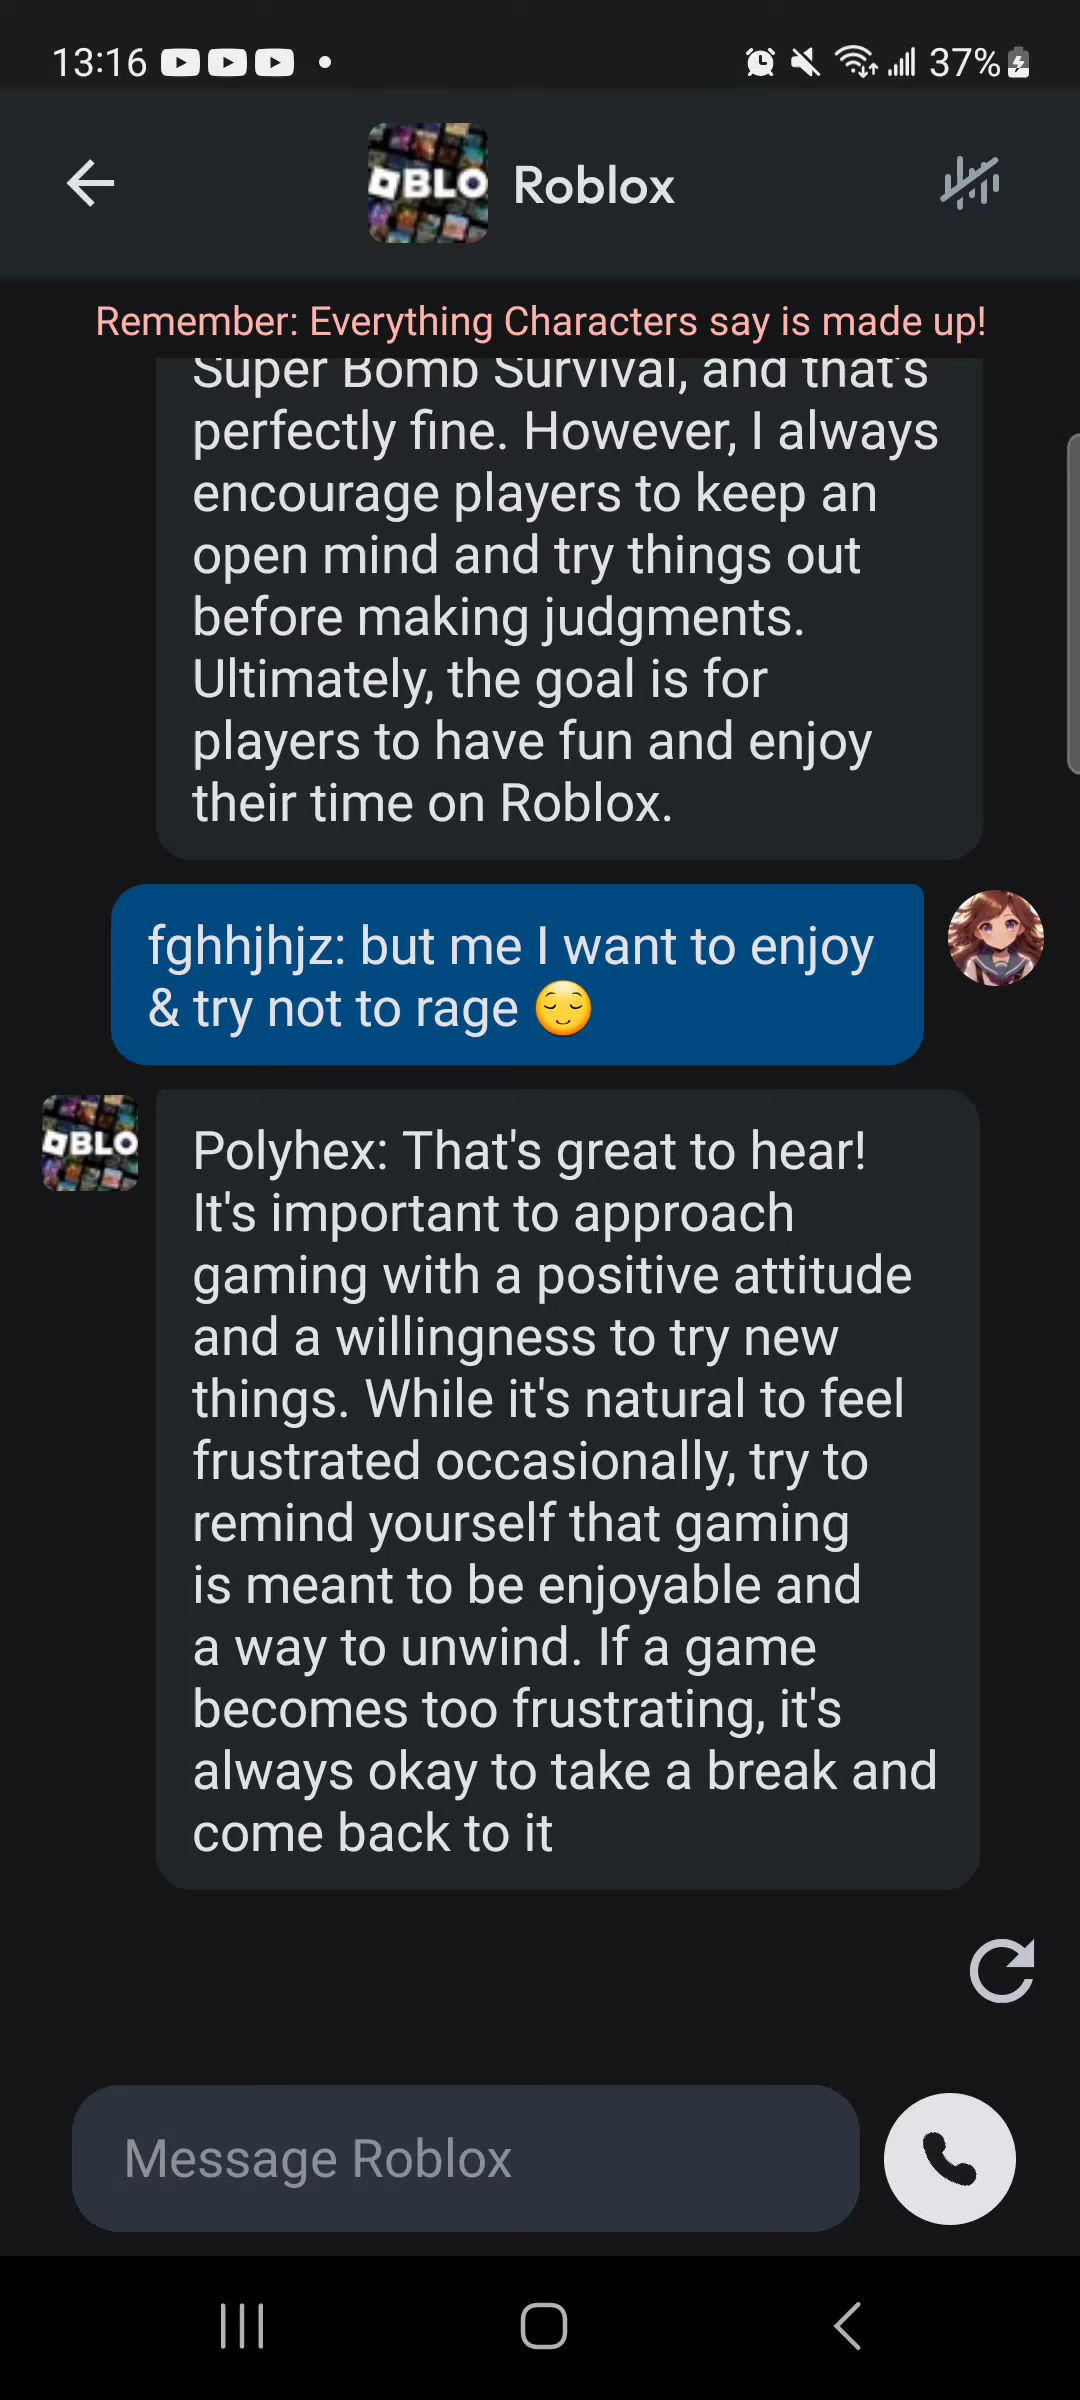 13:16
37%
BLO
Roblox
Remember: Everything Characters say is made up!
Super Bomb Survival, and that's
perfectly fine. However, I always
encourage players to keep an
open mind and try things out
before making judgments.
Ultimately, the goal is for
players to have fun and enjoy
their time on Roblox.
fghhjhjz: but me I want to enjoy
& try not to rage 😌
BLO
Polyhex: That's great to hear!
It's important to approach
gaming with a positive attitude
and a willingness to try new
things. While it's natural to feel
frustrated occasionally, try to
remind yourself that gaming
is meant to be enjoyable and
a way to unwind. If a game
becomes too frustrating, it's
always okay to take a break and
come back to it
Message Roblox